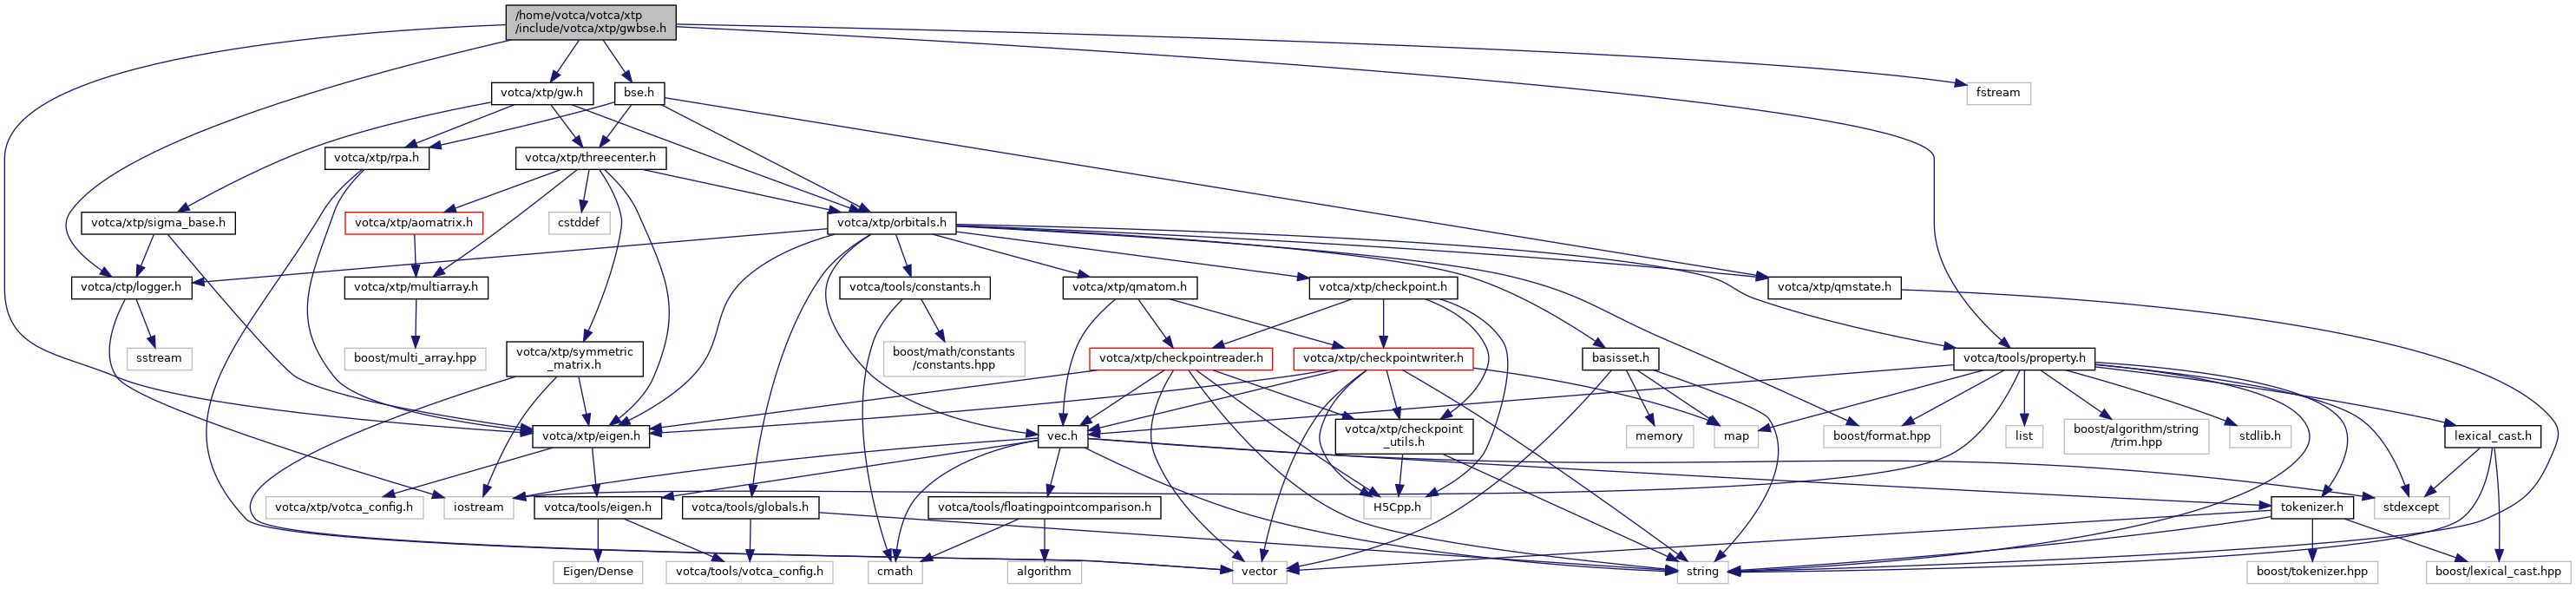 /home/votca/votca/xtp
/include/votca/xtp/gwbse.h
votca/xtp/gw.h
bse.h
fstream
votca/xtp/rpa.h
votca/xtp/threecenter.h
votca/xtp/sigma_base.h
votca/xtp/aomatrix.h
cstddef
votca/xtp/orbitals.h
votca/ctp/logger.h
votca/xtp/multiarray.h
votca/tools/constants.h
votca/xtp/qmatom.h
votca/xtp/checkpoint.h
votca/xtp/qmstate.h
sstream
boost/multi_array.hpp
votca/xtp/symmetric
_matrix.h
boost/math/constants
/constants.hpp
votca/xtp/checkpointreader.h
votca/xtp/checkpointwriter.h
basisset.h
votca/tools/property.h
votca/xtp/eigen.h
vec.h
votca/xtp/checkpoint
_utils.h
memory
map
boost/format.hpp
list
boost/algorithm/string
/trim.hpp
stdlib.h
lexical_cast.h
votca/xtp/votca_config.h
iostream
votca/tools/eigen.h
votca/tools/globals.h
votca/tools/floatingpointcomparison.h
H5Cpp.h
tokenizer.h
stdexcept
Eigen/Dense
votca/tools/votca_config.h
cmath
algorithm
vector
string
boost/tokenizer.hpp
boost/lexical_cast.hpp